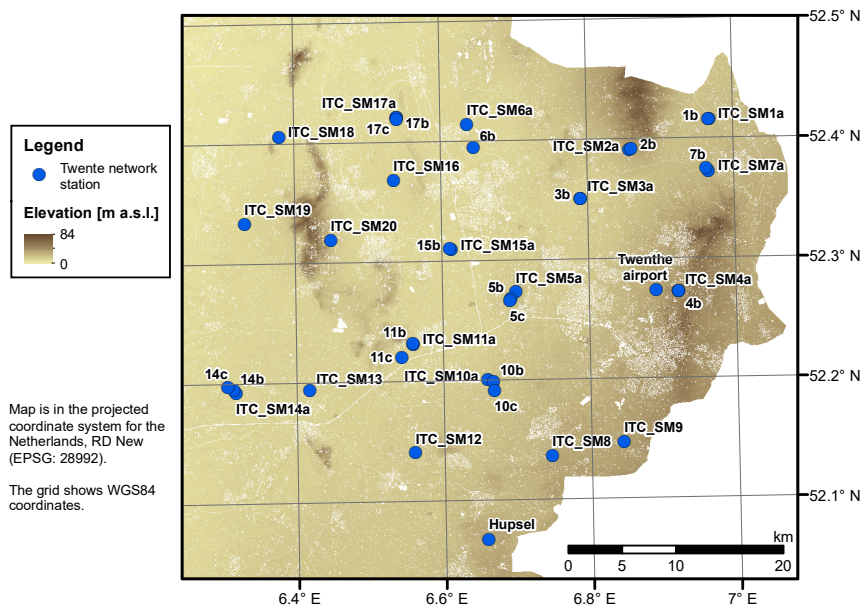 52.5° N
ITC_SM17a
ITC_SM6a
1b
ITC_SM1a
17b
17c
ITC_SM18
6b
52.4° N
ITC_SM2a
2b
7b
ITC_SM7a
ITC_SM16
3b
ITC_SM3a
Legend
Twente network
station
Elevation [m a.s.l.]
84
0
ITC_SM19
ITC_SM20
15b
ITC_SM15a
52.3° N
Twenthe
airport
5b
ITC_SM5a
ITC_SM4a
4b
5c
11b
ITC_SM11a
11c
14c
14b
ITC_SM13
ITC_SM10a
10b
52.2° N
ITC_SM14a
10c
Map is in the projected
coordinate system for the
Netherlands, RD New
(EPSG: 28992).
The grid shows WGS84
coordinates.
ITC_SM12
ITC_SM8
ITC_SM9
52.1° N
Hupsel
km
0
5
10
20
6.4° E
6.6° E
6.8° E
7° E